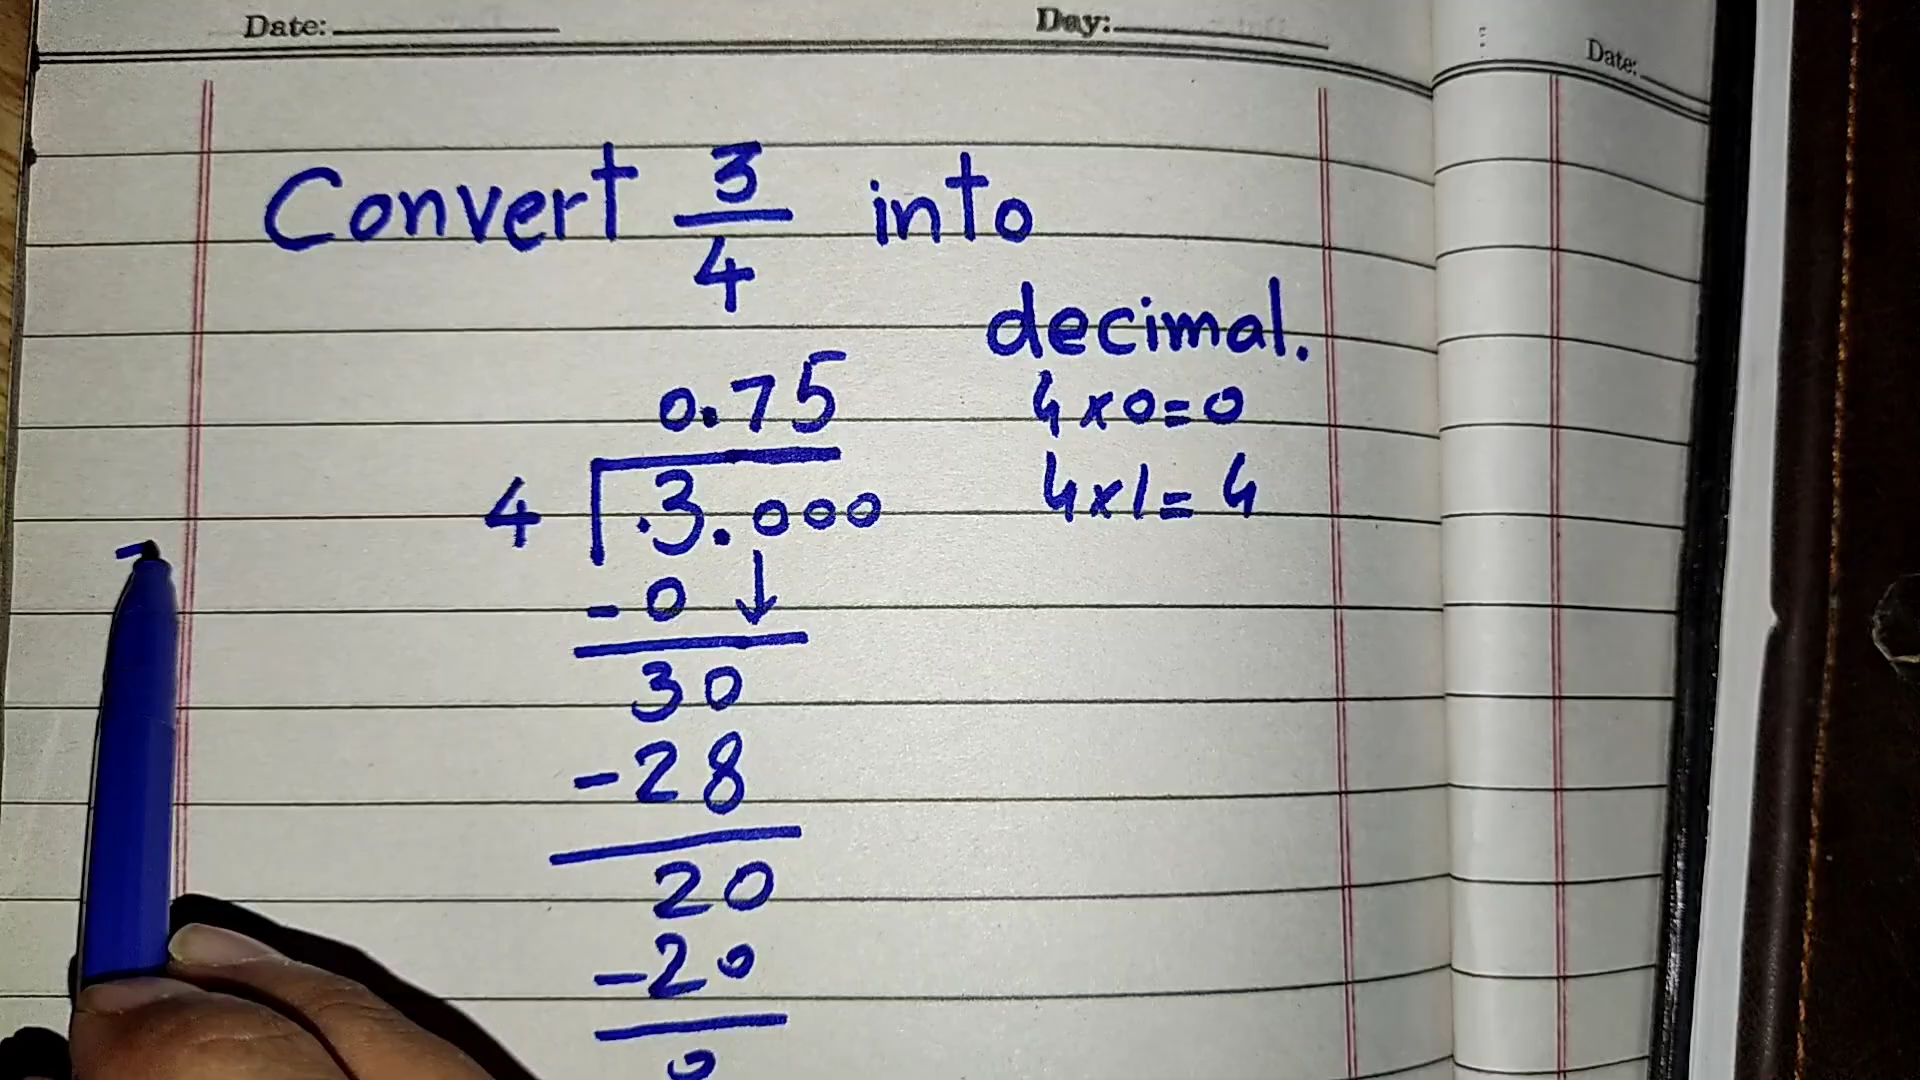 Date: Day:
Date:
Convert 3/4 into
decimal.
0.75
4x0=0
4 .3.000
4x1=4
-0
30
-28
20
-20
0